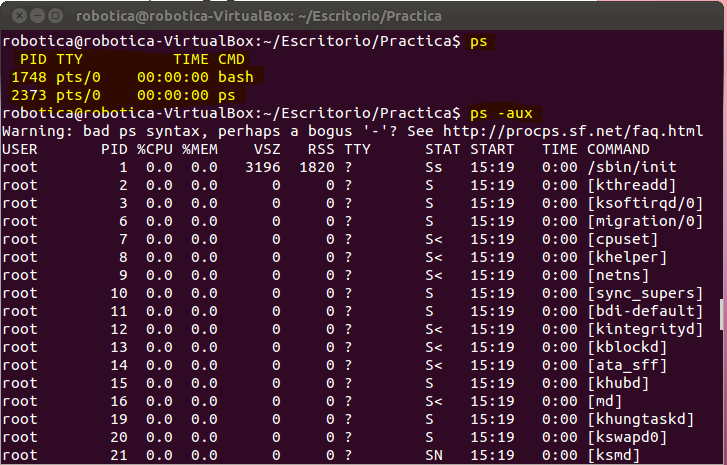 robotica@robotica-VirtualBox: ~/Escritorio/Practica
robotica@robotica-VirtualBox:~/Escritorio/Practica$ ps
PID TTY TIME CMD
1748 pts/0 00:00:00 bash
2373 pts/0 00:00:00 ps
robotica@robotica-VirtualBox:~/Escritorio/Practica$ ps -aux
Warning: bad ps syntax, perhaps a bogus '-'? See http://procps.sf.net/faq.html
USER PID %CPU %MEM VSZ RSS TTY STAT START TIME COMMAND
root 1 0.0 0.0 3196 1820 ? Ss 15:19 0:00 /sbin/init
root 2 0.0 0.0 0 0 ? S 15:19 0:00 [kthreadd]
root 3 0.0 0.0 0 0 ? S 15:19 0:00 [ksoftirqd/0]
root 6 0.0 0.0 0 0 ? S 15:19 0:00 [migration/0]
root 7 0.0 0.0 0 0 ? S< 15:19 0:00 [cpuset]
root 8 0.0 0.0 0 0 ? S< 15:19 0:00 [khelper]
root 9 0.0 0.0 0 0 ? S< 15:19 0:00 [netns]
root 10 0.0 0.0 0 0 ? S 15:19 0:00 [sync_supers]
root 11 0.0 0.0 0 0 ? S 15:19 0:00 [bdi-default]
root 12 0.0 0.0 0 0 ? S< 15:19 0:00 [kintegrityd]
root 13 0.0 0.0 0 0 ? S< 15:19 0:00 [kblockd]
root 14 0.0 0.0 0 0 ? S< 15:19 0:00 [ata_sff]
root 15 0.0 0.0 0 0 ? S 15:19 0:00 [khubd]
root 16 0.0 0.0 0 0 ? S< 15:19 0:00 [md]
root 19 0.0 0.0 0 0 ? S 15:19 0:00 [khungtaskd]
root 20 0.0 0.0 0 0 ? S 15:19 0:00 [kswapd0]
root 21 0.0 0.0 0 0 ? SN 15:19 0:00 [ksmd]